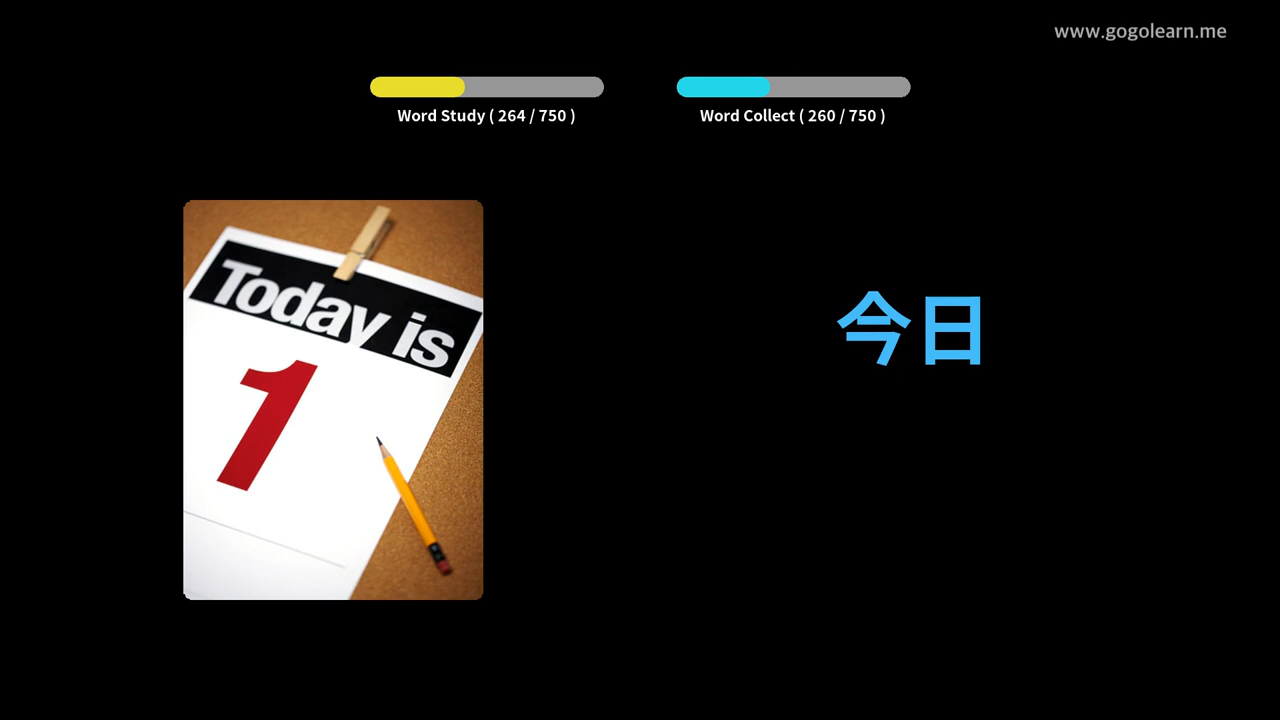 www.gogolearn.me
Word Study ( 264 / 750 )
Word Collect ( 260 / 750 )
Today is
1
今日